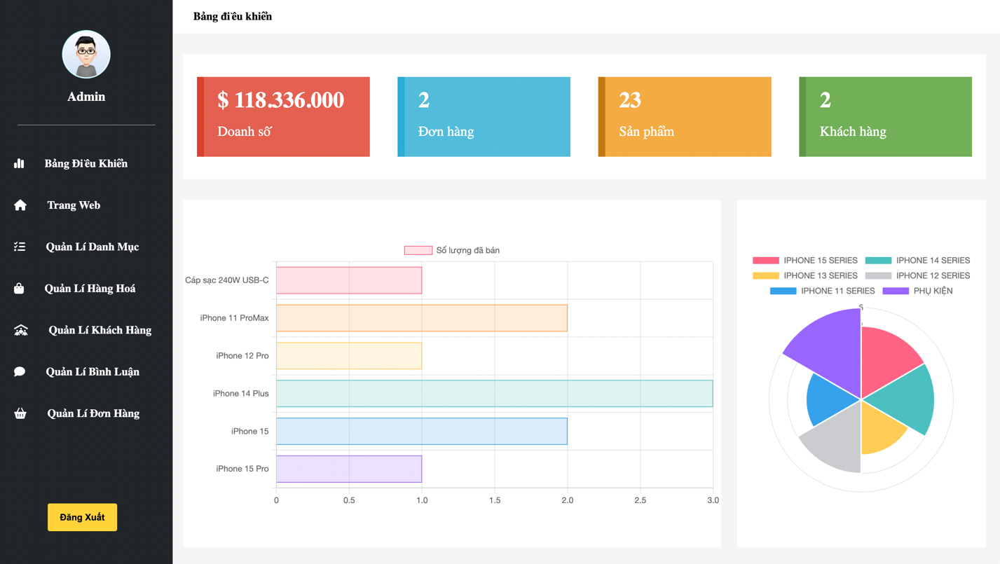 Admin
Bảng Điều Khiển
Trang Web
Quản Lí Danh Mục
Quản Lí Hàng Hoá
Quản Lí Khách Hàng
Quản Lí Bình Luận
Quản Lí Đơn Hàng
Đăng Xuất
Bảng điều khiển
$ 118.336.000
Doanh số
2
Đơn hàng
23
Sản phẩm
2
Khách hàng
Số lượng đã bán
Cáp sạc 240W USB-C
iPhone 11 ProMax
iPhone 12 Pro
iPhone 14 Plus
iPhone 15
iPhone 15 Pro
0 0.5 1.0 1.5 2.0 2.5 3.0
IPHONE 15 SERIES IPHONE 14 SERIES
IPHONE 13 SERIES IPHONE 12 SERIES
IPHONE 11 SERIES PHỤ KIỆN
5